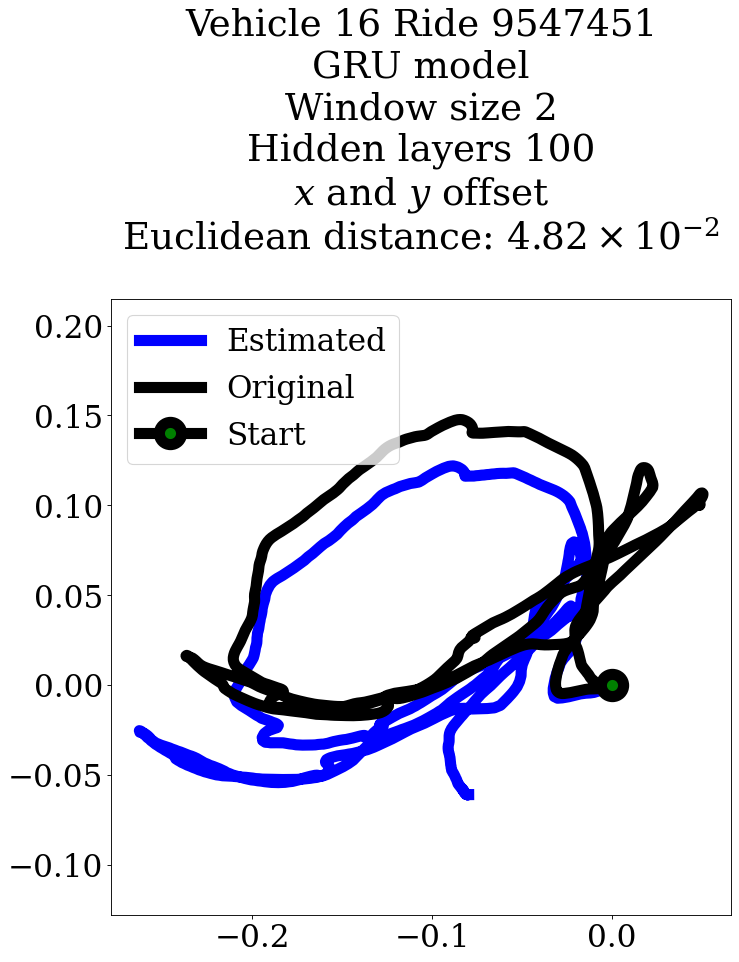 Vehicle 16 Ride 9547451
GRU model
Window size 2
Hidden layers 100
x and y offset
Euclidean distance: 4.82 × 10⁻²
Estimated
Original
Start
0.20
0.15
0.10
0.05
0.00
−0.05
−0.10
−0.2
−0.1
0.0